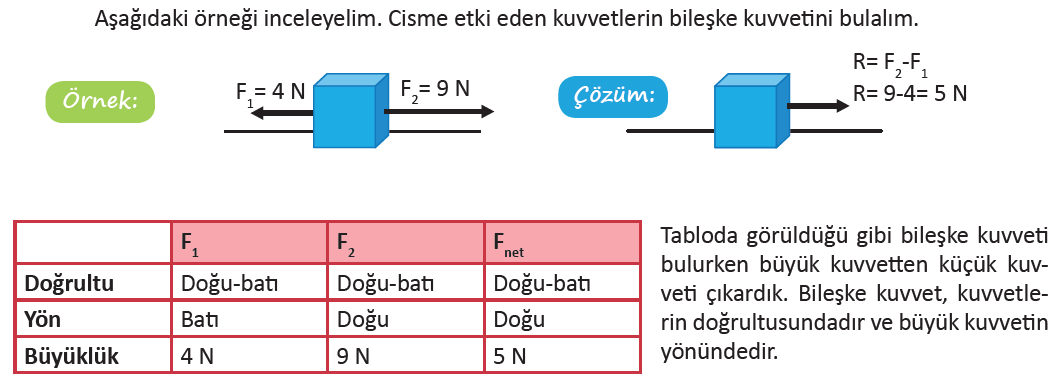 Aşağıdaki örneği inceleyelim. Cisme etki eden kuvvetlerin bileşke kuvvetini bulalım.
Örnek:
F1= 4 N
F2= 9 N
Çözüm:
R= F2-F1
R= 9-4= 5 N
F1 F2 Fnet
Doğrultu Doğu-batı Doğu-batı Doğu-batı
Yön Batı Doğu Doğu
Büyüklük 4 N 9 N 5 N
Tabloda görüldüğü gibi bileşke kuvveti
bulurken büyük kuvvetten küçük kuv-
veti çıkardık. Bileşke kuvvet, kuvvetle-
rin doğrultusundadır ve büyük kuvvetin
yönündedir.